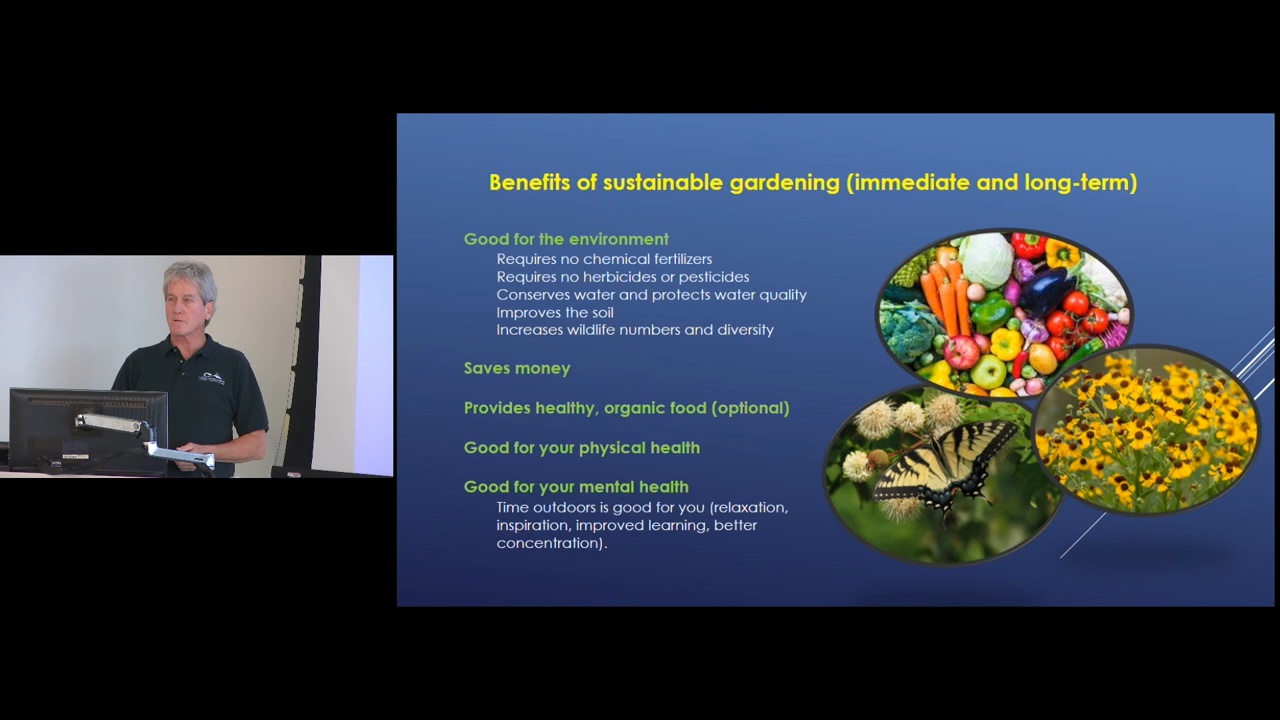 Benefits of sustainable gardening (immediate and long-term)
Good for the environment
Requires no chemical fertilizers
Requires no herbicides or pesticides
Conserves water and protects water quality
Improves the soil
Increases wildlife numbers and diversity
Saves money
Provides healthy, organic food (optional)
Good for your physical health
Good for your mental health
Time outdoors is good for you (relaxation,
inspiration, improved learning, better
concentration).